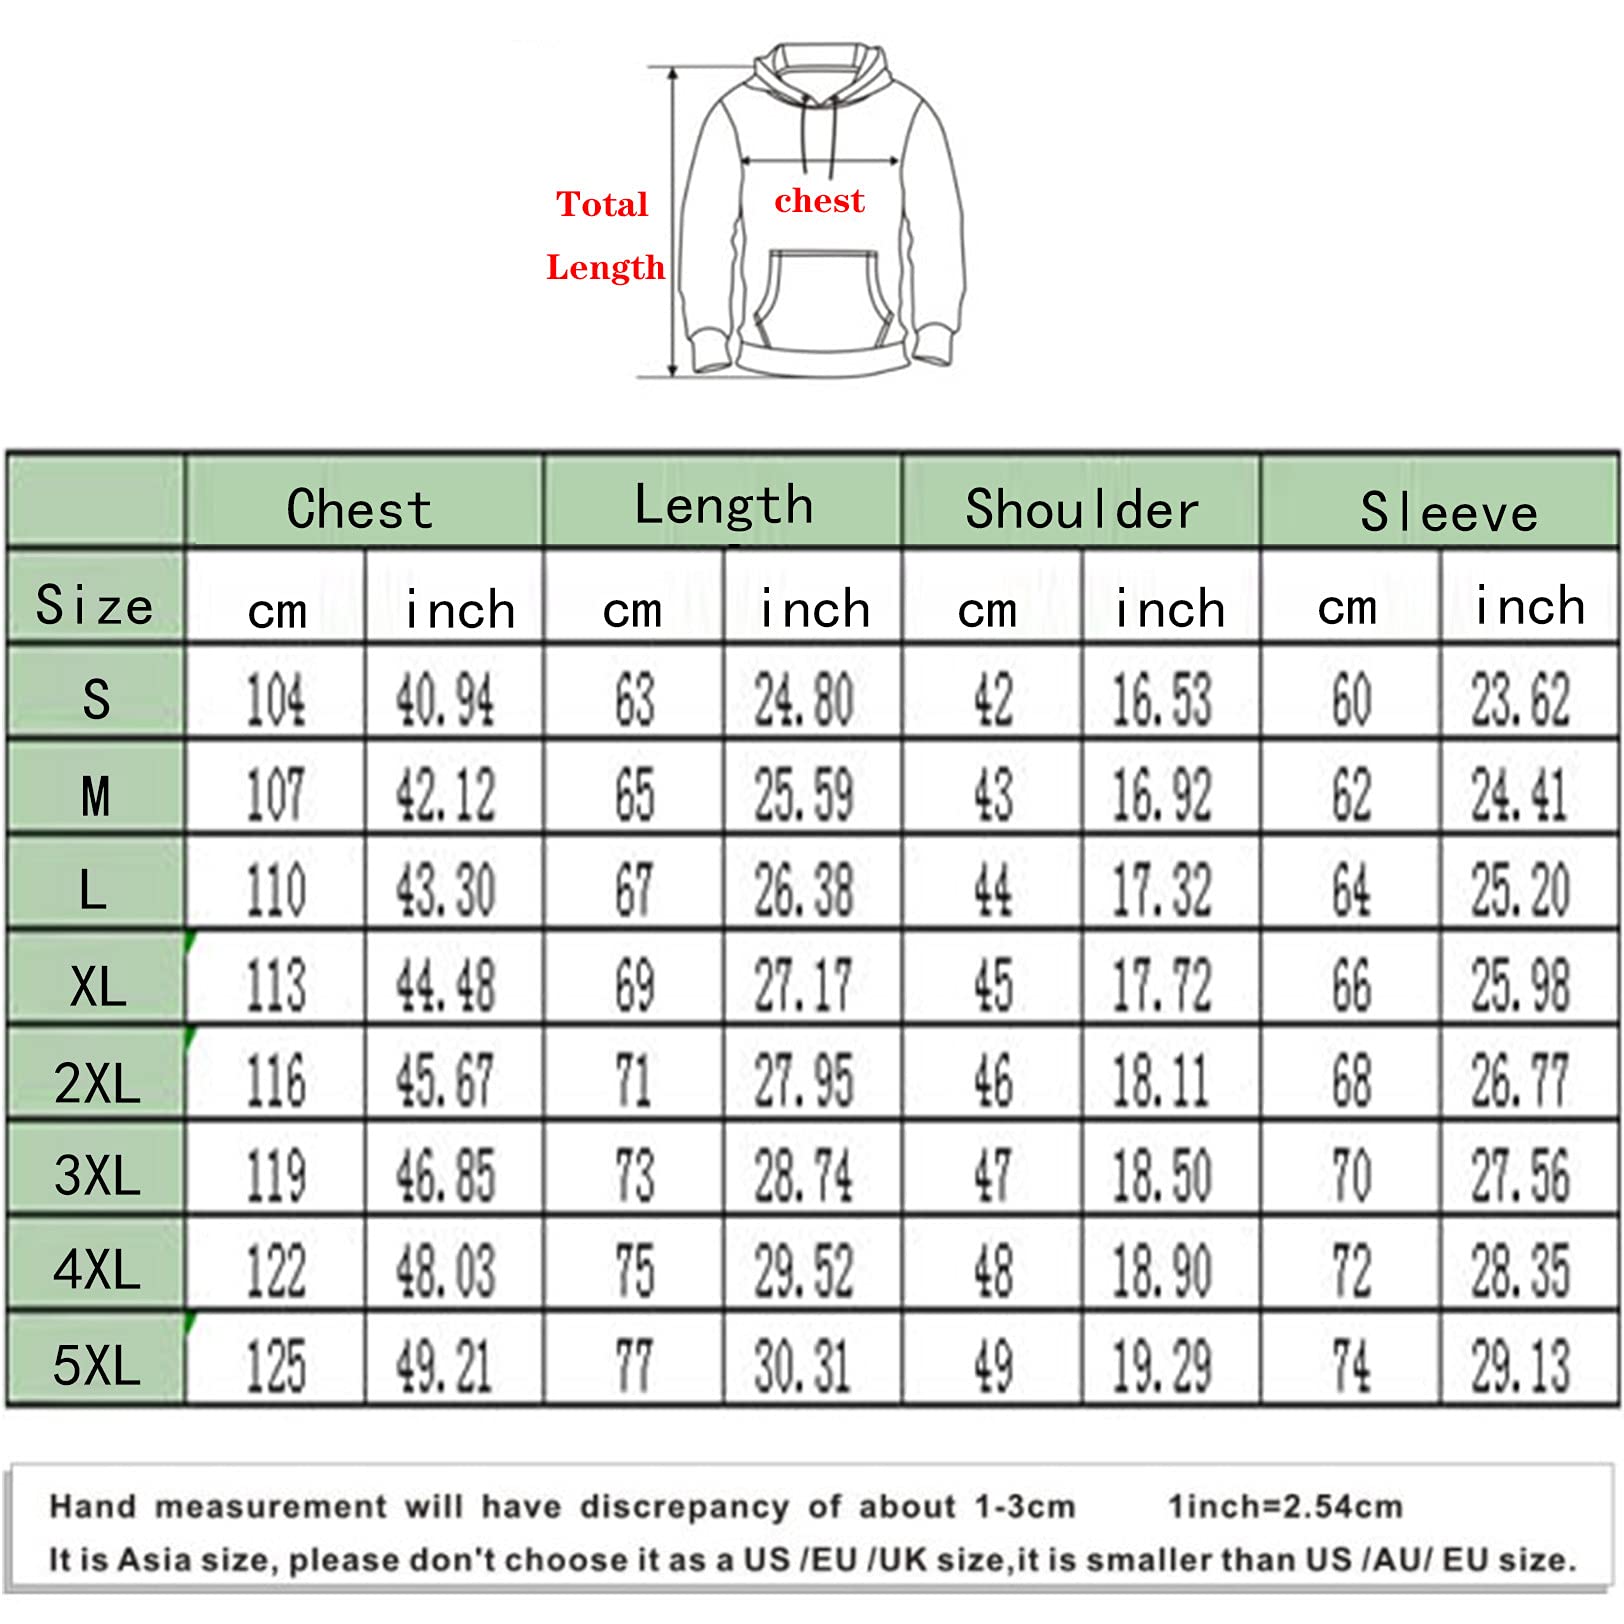 Total
Length
chest
Chest Length Shoulder Sleeve
Size cm inch cm inch cm inch cm inch
S 104 40.94 63 24.80 42 16.53 60 23.62
M 107 42.12 65 25.59 43 16.92 62 24.41
L 110 43.30 67 26.38 44 17.32 64 25.20
XL 113 44.48 69 27.17 45 17.72 66 25.98
2XL 116 45.67 71 27.95 46 18.11 68 26.77
3XL 119 46.85 73 28.74 47 18.50 70 27.56
4XL 122 48.03 75 29.52 48 18.90 72 28.35
5XL 125 49.21 77 30.31 49 19.29 74 29.13
Hand measurement will have discrepancy of about 1-3cm 1inch=2.54cm
It is Asia size, please don't choose it as a US /EU /UK size,it is smaller than US /AU/ EU size.